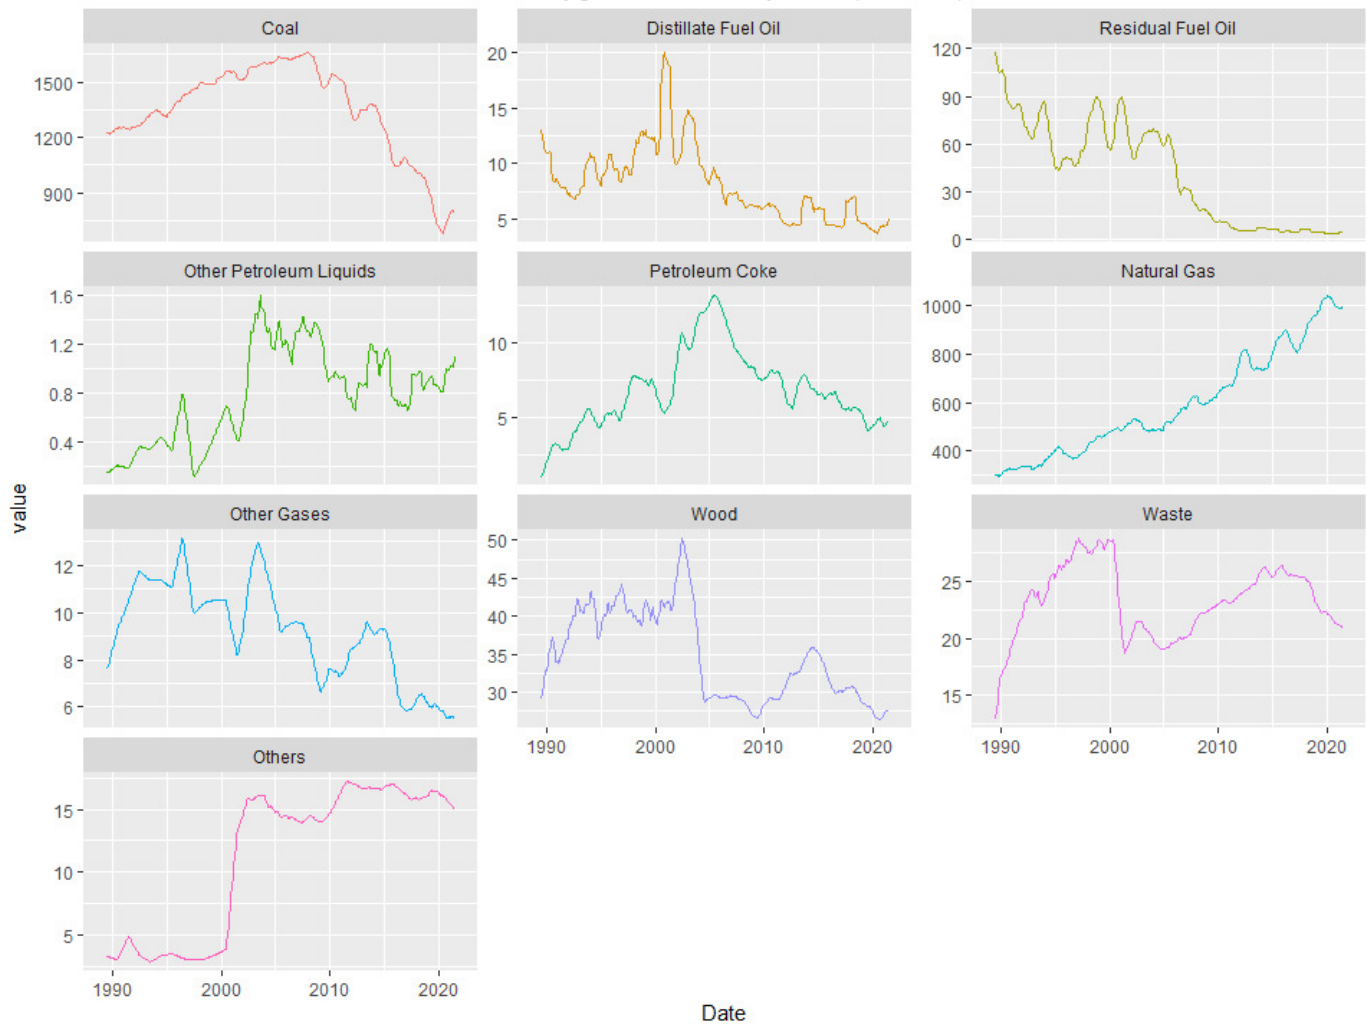 Coal
Distillate Fuel Oil
Residual Fuel Oil
1500
1200
900
20
15
10
5
120
90
60
30
0
Other Petroleum Liquids
Petroleum Coke
Natural Gas
1.6
1.2
0.8
0.4
10
5
1000
800
600
400
value
Other Gases
Wood
Waste
12
10
8
6
50
45
40
35
30
25
20
15
1990 2000 2010 2020
1990 2000 2010 2020
Others
15
10
5
1990 2000 2010 2020
Date